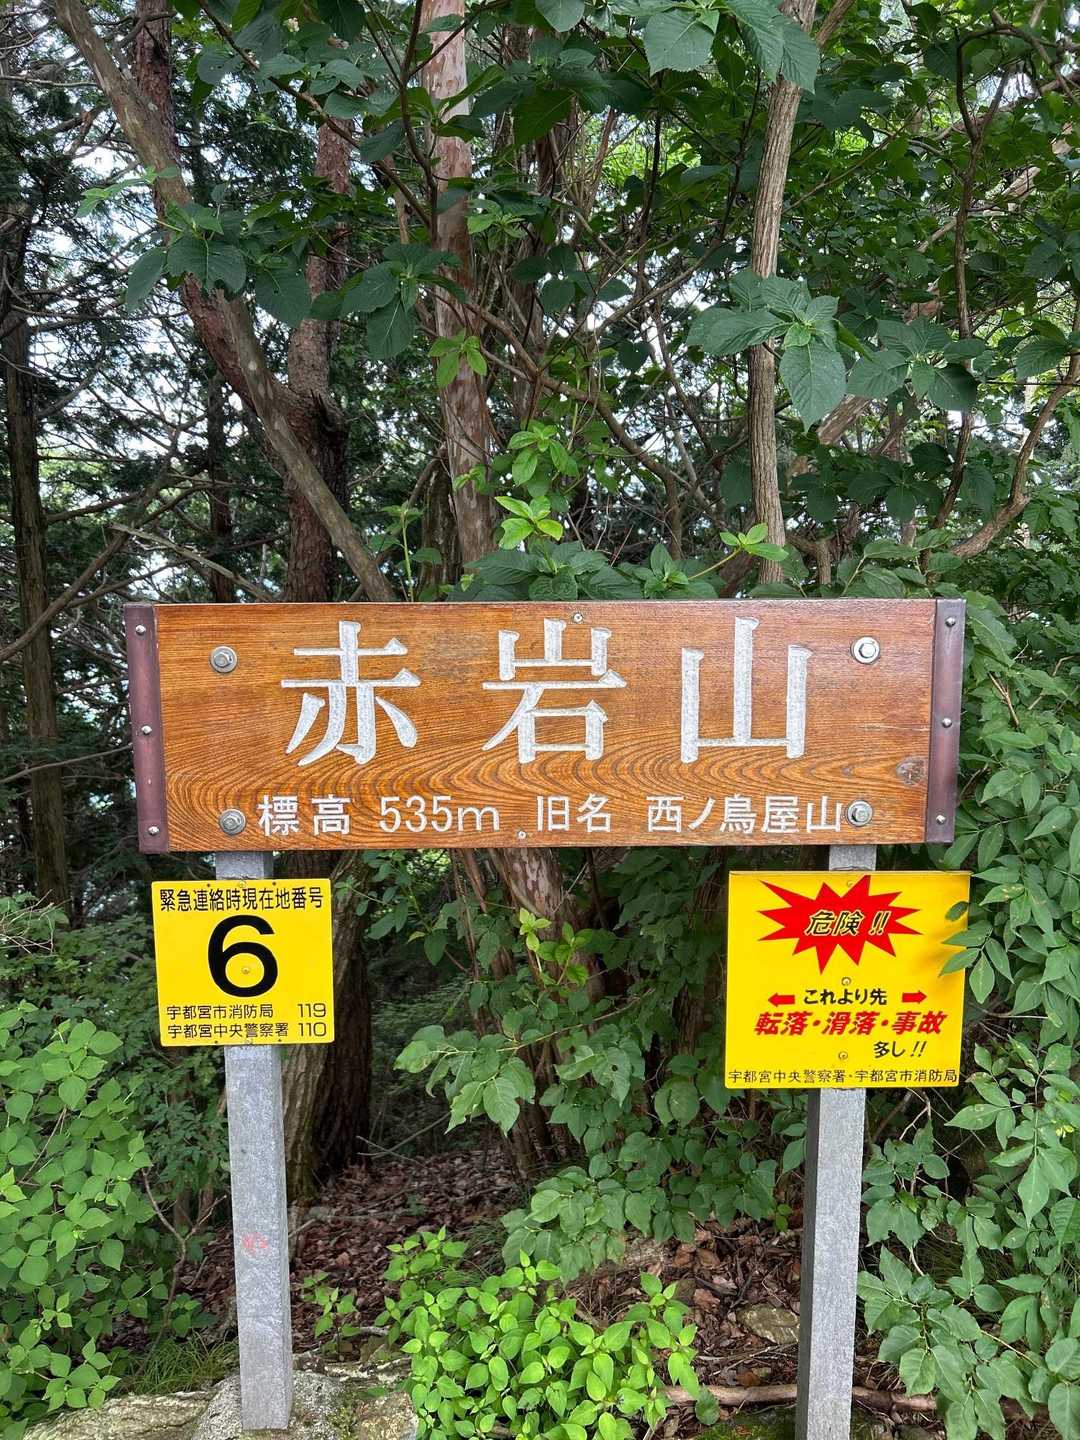 赤岩山
標高 535m 旧名 西ノ鳥屋山
緊急連絡時現在地番号
6
宇都宮市消防局 119
宇都宮中央警察署 110
危険!!
これより先
転落・滑落・事故
多し!!
宇都宮中央警察署・宇都宮市消防局